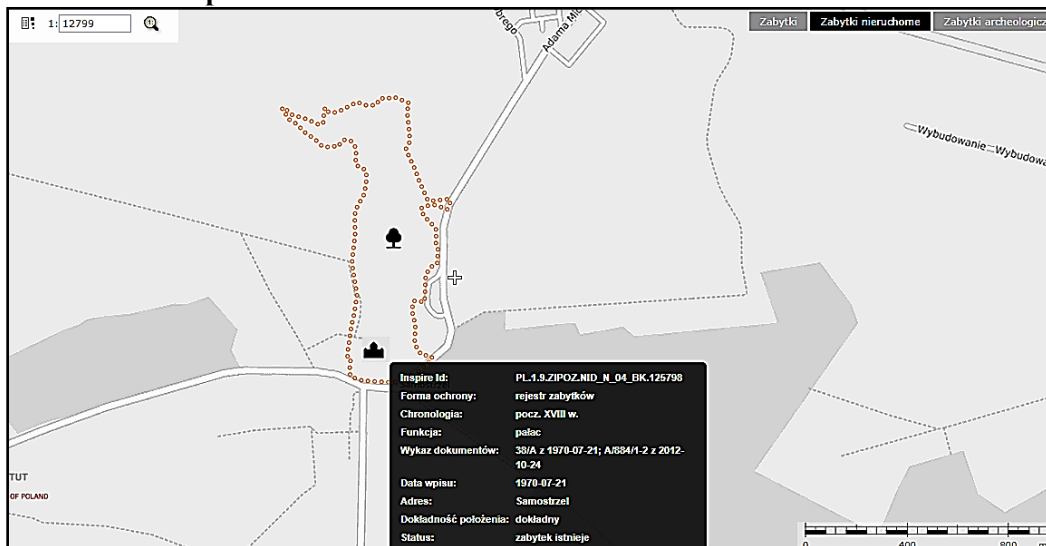 1: 12799
Zabytki
Zabytki nieruchome
Zabytki archeologicz
brego
Adama Mic
Wybudowanie
Wybudowa
TUT
OF POLAND
Inspire Id: PL.1.9.ZIPOZ.NID_N_04_BK.125798
Forma ochrony: rejestr zabytków
Chronologia: pocz. XVIII w.
Funkcja: pałac
Wykaz dokumentów: 38/A z 1970-07-21; A/884/1-2 z 2012-
10-24
Data wpisu: 1970-07-21
Adres: Samostrzel
Dokładność położenia: dokładny
Status: zabytek istnieje
0 400 800 m